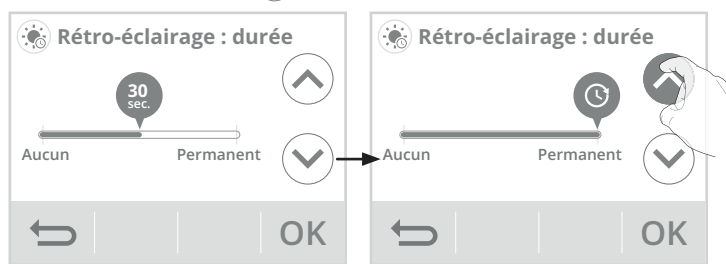 Rétro-éclairage : durée
30
sec.
Aucun Permanent
OK
Rétro-éclairage : durée
Aucun Permanent
OK